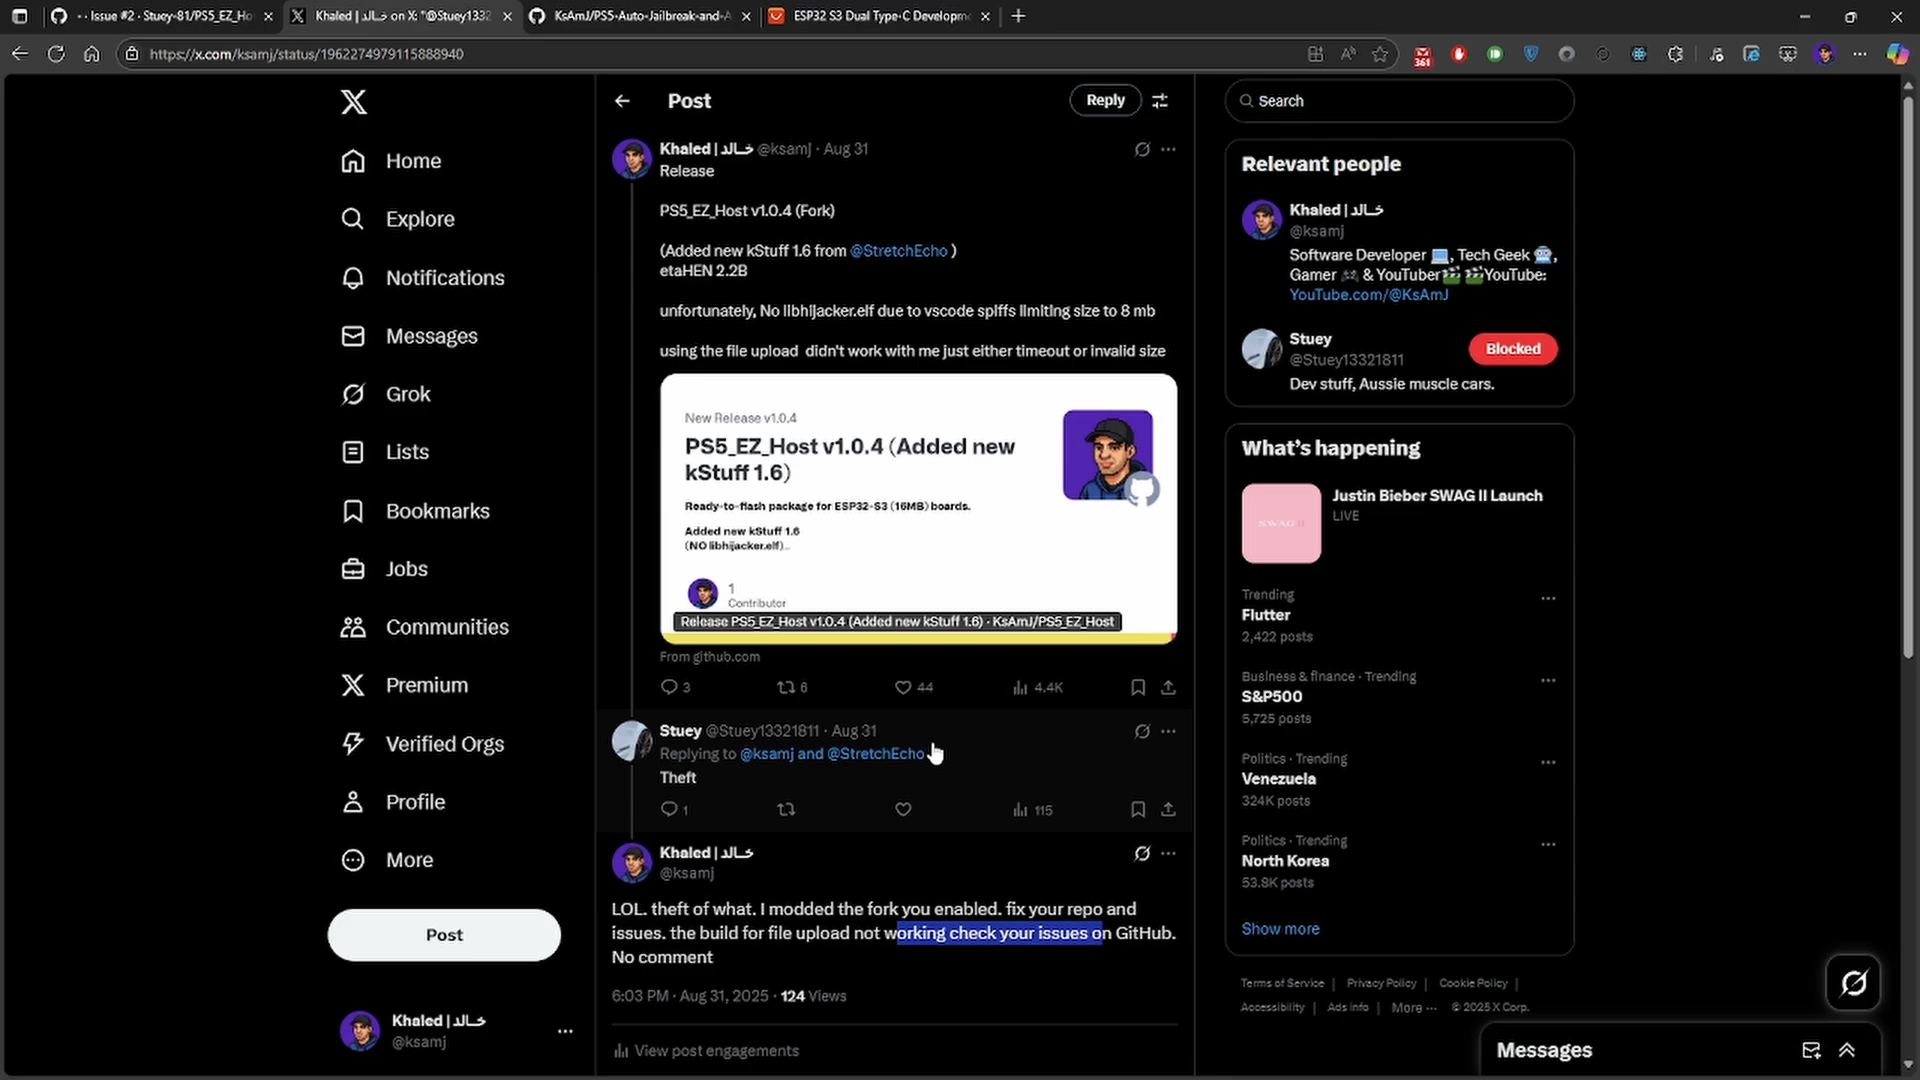 -- Issue #2 · Stuey-81/PS5_EZ_Ho
Khaled | خالد on X: "@Stuey1332
KsAmJ/PS5-Auto-Jailbreak-and-A
ESP32 S3 Dual Type-C Developm
https://x.com/ksamj/status/1962274979115888940
361
Home
Explore
Notifications
Messages
Grok
Lists
Bookmarks
Jobs
Communities
Premium
Verified Orgs
Profile
More
Post
Khaled | خالد
@ksamj
Post
Reply
Khaled | خالد @ksamj · Aug 31
Release
PS5_EZ_Host v1.0.4 (Fork)
(Added new kStuff 1.6 from @StretchEcho )
etaHEN 2.2B
unfortunately, No libhijacker.elf due to vscode spiffs limiting size to 8 mb
using the file upload didn't work with me just either timeout or invalid size
New Release v1.0.4
PS5_EZ_Host v1.0.4 (Added new
kStuff 1.6)
Ready-to-flash package for ESP32-S3 (16MB) boards.
Added new kStuff 1.6
(NO libhijacker.elf)...
1
Contributor
Release PS5_EZ_Host v1.0.4 (Added new kStuff 1.6) · KsAmJ/PS5_EZ_Host
From github.com
3 6 44 4.4K
Stuey @Stuey13321811 · Aug 31
Replying to @ksamj and @StretchEcho
Theft
1 115
Khaled | خالد
@ksamj
LOL. theft of what. I modded the fork you enabled. fix your repo and
issues. the build for file upload not working check your issues on GitHub.
No comment
6:03 PM · Aug 31, 2025 · 124 Views
View post engagements
Search
Relevant people
Khaled | خالد
@ksamj
Software Developer 💻, Tech Geek 🤖,
Gamer 🎮 & YouTuber🎬 🎬YouTube:
YouTube.com/@KsAmJ
Stuey
@Stuey13321811
Blocked
Dev stuff, Aussie muscle cars.
What's happening
SWAG II
Justin Bieber SWAG II Launch
LIVE
Trending
Flutter
2,422 posts
Business & finance · Trending
S&P500
5,725 posts
Politics · Trending
Venezuela
324K posts
Politics · Trending
North Korea
53.8K posts
Show more
Terms of Service | Privacy Policy | Cookie Policy |
Accessibility | Ads info | More ··· © 2025 X Corp.
Messages